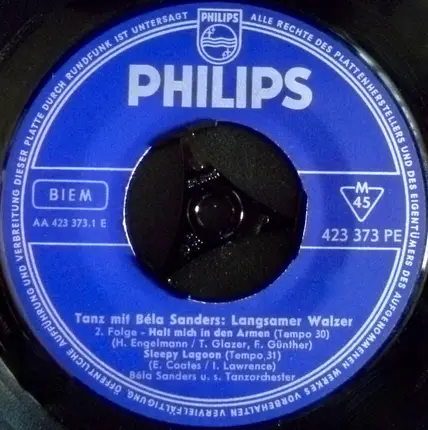 ALLE RECHTE DES PLATTENHERSTELLERS UND DES EIGENTÜMERS DES AUFGENOMMENEN WERKES VORBEHALTEN VERVIELFÄLTIGUNG ÖFFENTLICHE AUFFÜHRUNG UND VERBREITUNG DIESER PLATTE DURCH RUNDFUNK IST UNTERSAGT
PHILIPS
PHILIPS
BIEM
M
45
AA 423 373.1 E
423 373 PE
Tanz mit Béla Sanders: Langsamer Walzer
2. Folge - Halt mich in den Armen (Tempo 30)
(H. Engelmann / T. Glazer, F. Günther)
Sleepy Lagoon (Tempo 31)
(E. Coates / I. Lawrence)
Béla Sanders u. s. Tanzorchester